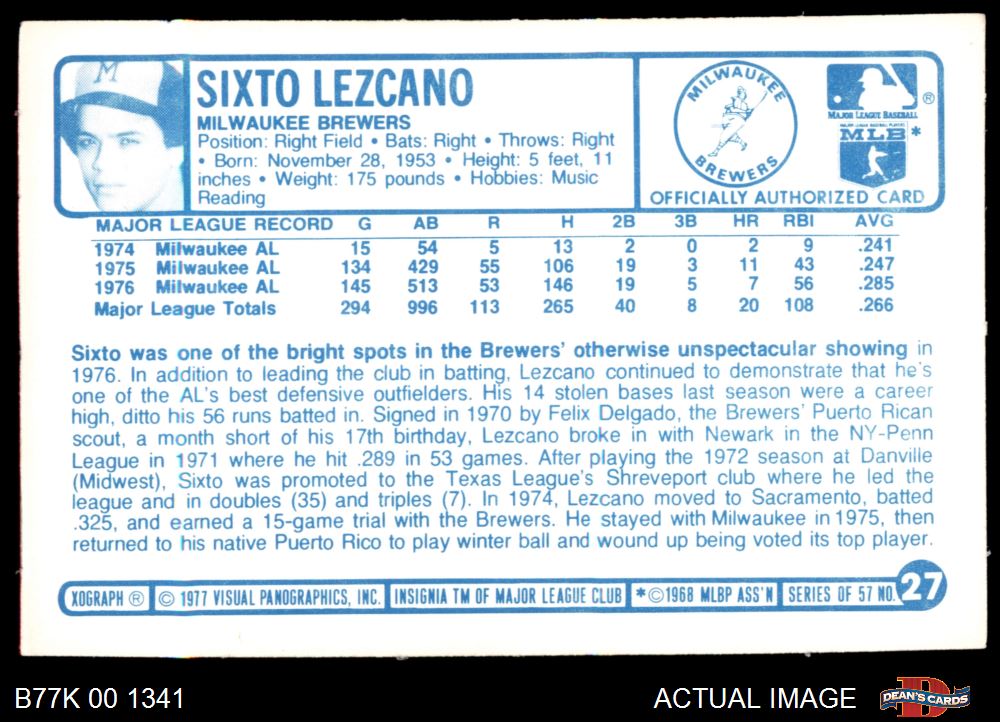 M
SIXTO LEZCANO
MILWAUKEE BREWERS
Position: Right Field • Bats: Right • Throws: Right
• Born: November 28, 1953 • Height: 5 feet, 11
inches • Weight: 175 pounds • Hobbies: Music
Reading
MILWAUKEE
BREWERS
®
MAJOR LEAGUE BASEBALL
MLB *
OFFICIALLY AUTHORIZED CARD
MAJOR LEAGUE RECORD G AB R H 2B 3B HR RBI AVG
1974 Milwaukee AL 15 54 5 13 2 0 2 9 .241
1975 Milwaukee AL 134 429 55 106 19 3 11 43 .247
1976 Milwaukee AL 145 513 53 146 19 5 7 56 .285
Major League Totals 294 996 113 265 40 8 20 108 .266
Sixto was one of the bright spots in the Brewers' otherwise unspectacular showing in
1976. In addition to leading the club in batting, Lezcano continued to demonstrate that he's
one of the AL's best defensive outfielders. His 14 stolen bases last season were a career
high, ditto his 56 runs batted in. Signed in 1970 by Felix Delgado, the Brewers' Puerto Rican
scout, a month short of his 17th birthday, Lezcano broke in with Newark in the NY-Penn
League in 1971 where he hit .289 in 53 games. After playing the 1972 season at Danville
(Midwest), Sixto was promoted to the Texas League's Shreveport club where he led the
league and in doubles (35) and triples (7). In 1974, Lezcano moved to Sacramento, batted
.325, and earned a 15-game trial with the Brewers. He stayed with Milwaukee in 1975, then
returned to his native Puerto Rico to play winter ball and wound up being voted its top player.
XOGRAPH ® © 1977 VISUAL PANOGRAPHICS, INC. INSIGNIA TM OF MAJOR LEAGUE CLUB *©1968 MLBP ASS'N SERIES OF 57 NO. 27
B77K 00 1341
ACTUAL IMAGE
DEAN'S CARDS